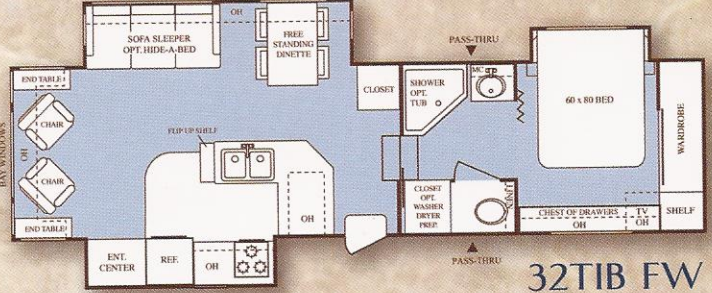 OH
SOFA SLEEPER
OPT. HIDE-A-BED
FREE
STANDING
DINETTE
PASS-THRU
END TABLE
CLOSET
SHOWER
OPT.
TUB
MC
60 x 80 BED
WARDROBE
CHAIR
BAY WINDOWS
OH
FLIP UP SHELF
CHAIR
END TABLE
OH
CLOSET
OPT.
WASHER
DRYER
PREP.
LINEN
CHEST OF DRAWERS
OH
TV
OH
SHELF
ENT.
CENTER
REF.
OH
PASS-THRU
32TIB FW